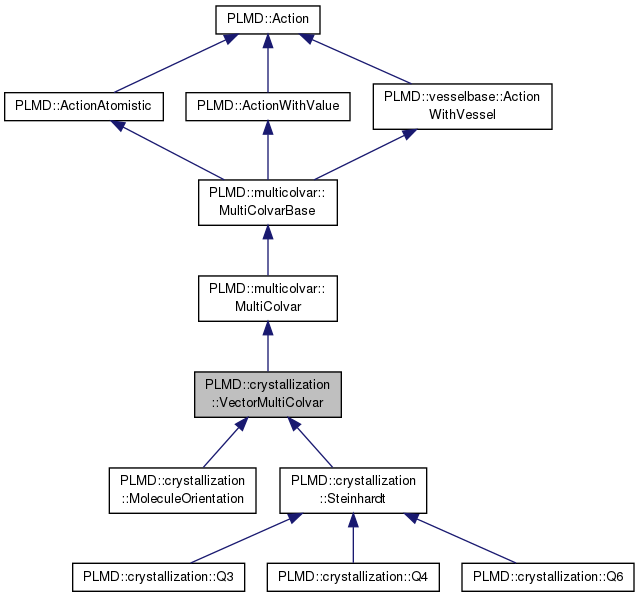 PLMD::Action
PLMD::ActionAtomistic
PLMD::ActionWithValue
PLMD::vesselbase::Action
WithVessel
PLMD::multicolvar::
MultiColvarBase
PLMD::multicolvar::
MultiColvar
PLMD::crystallization
::VectorMultiColvar
PLMD::crystallization
::MoleculeOrientation
PLMD::crystallization
::Steinhardt
PLMD::crystallization::Q3
PLMD::crystallization::Q4
PLMD::crystallization::Q6